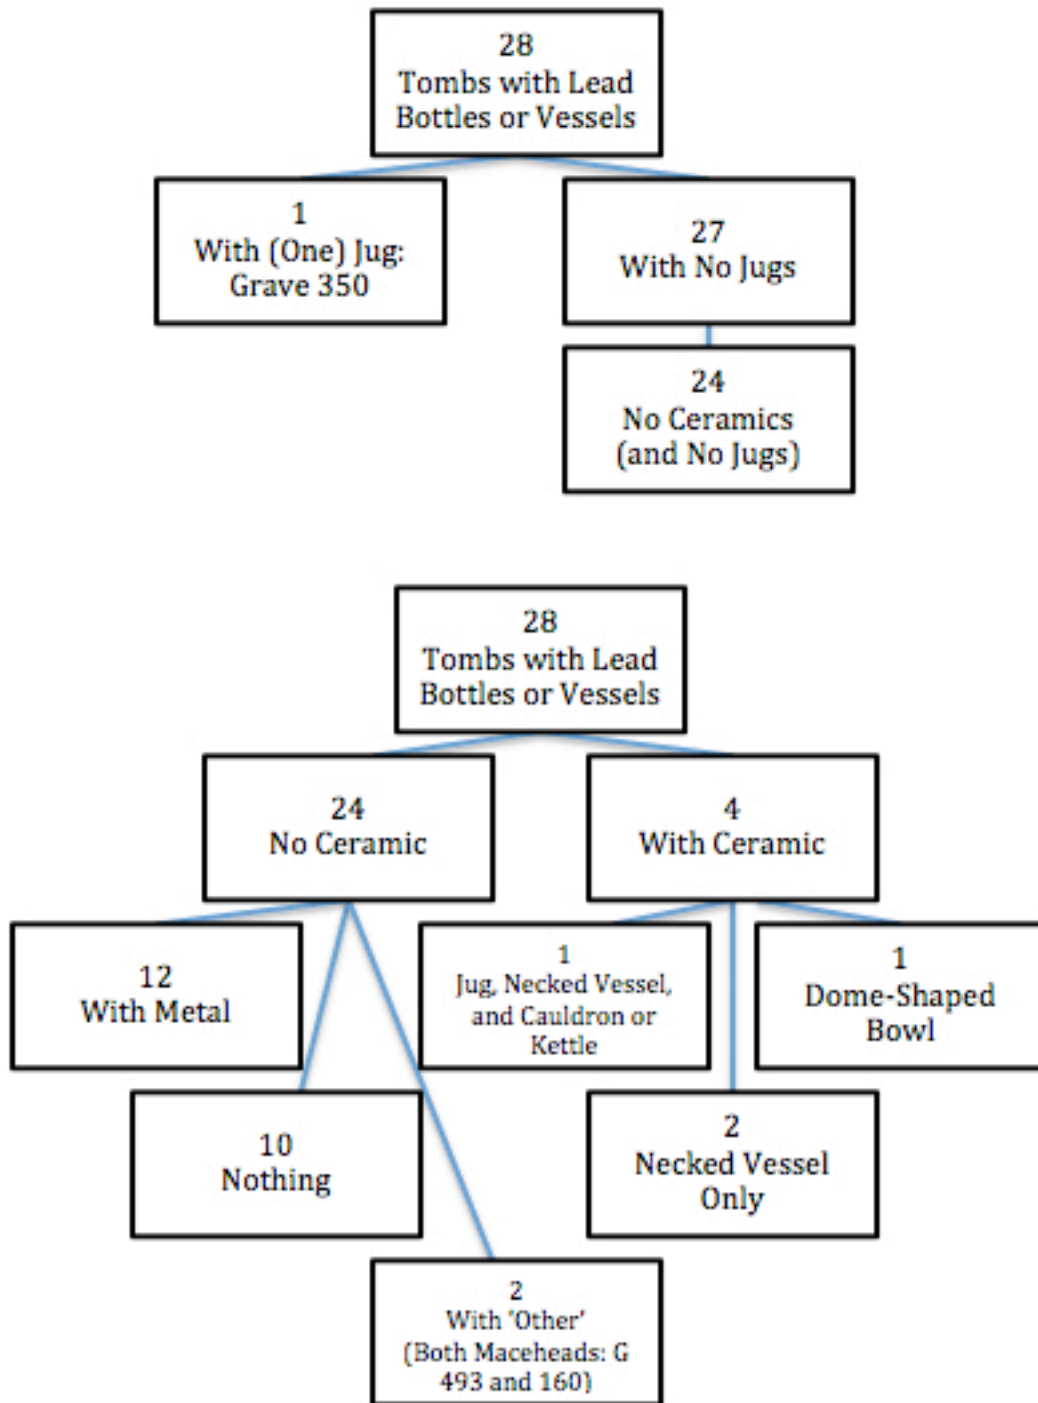 28
Tombs with Lead
Bottles or Vessels
1
With (One) Jug:
Grave 350
27
With No Jugs
24
No Ceramics
(and No Jugs)
28
Tombs with Lead
Bottles or Vessels
24
No Ceramic
4
With Ceramic
12
With Metal
1
Jug, Necked Vessel,
and Cauldron or
Kettle
1
Dome-Shaped
Bowl
10
Nothing
2
Necked Vessel
Only
2
With 'Other'
(Both Maceheads: G
493 and 160)